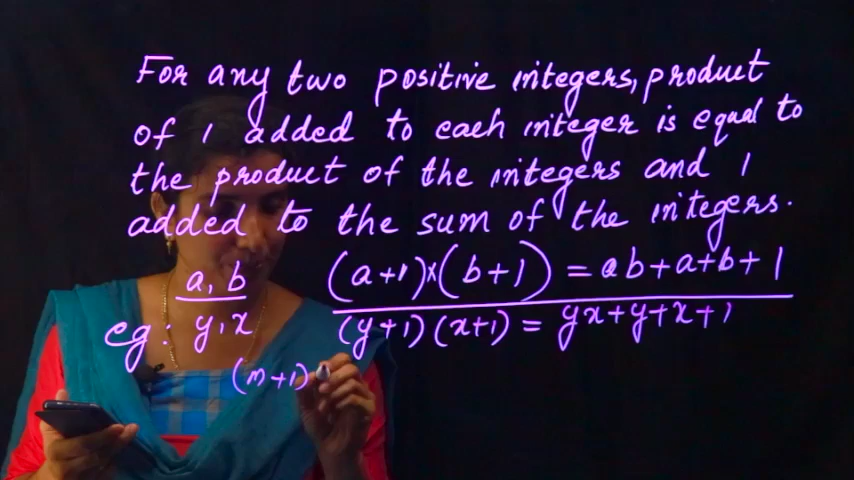 For any two positive integers, product
of 1 added to each integer is equal to
the product of the integers and 1
added to the sum of the integers.
a, b (a+1)×(b+1) = ab+a+b+1
eg: y, x (y+1)(x+1) = yx+y+x+1
(m+1)